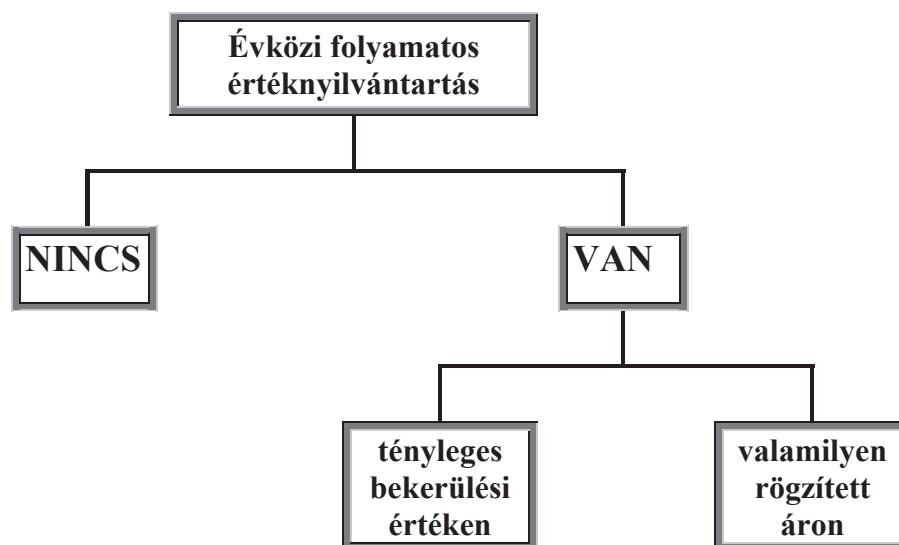 Évközi folyamatos
értéknyilvántartás
NINCS
VAN
tényleges
bekerülési
értéken
valamilyen
rögzített
áron